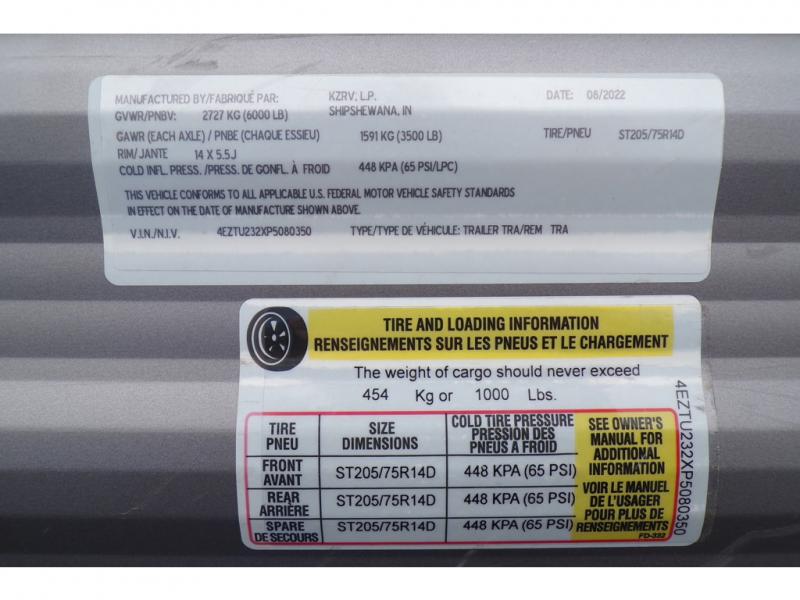 MANUFACTURED BY/FABRIQUÉ PAR: KZRV, L.P. DATE: 08/2022
GVWR/PNBV: 2727 KG (6000 LB) SHIPSHEWANA, IN
GAWR (EACH AXLE) / PNBE (CHAQUE ESSIEU) 1591 KG (3500 LB) TIRE/PNEU ST205/75R14D
RIM/JANTE 14 X 5.5J
COLD INFL. PRESS. /PRESS. DE GONFL. À FROID 448 KPA (65 PSI/LPC)
THIS VEHICLE CONFORMS TO ALL APPLICABLE U.S. FEDERAL MOTOR VEHICLE SAFETY STANDARDS
IN EFFECT ON THE DATE OF MANUFACTURE SHOWN ABOVE.
V.I.N./N.I.V. 4EZTU232XP5080350 TYPE/TYPE DE VÉHICULE: TRAILER TRA/REM TRA
TIRE AND LOADING INFORMATION
RENSEIGNEMENTS SUR LES PNEUS ET LE CHARGEMENT
The weight of cargo should never exceed
454 Kg or 1000 Lbs.
TIRE
PNEU
SIZE
DIMENSIONS
COLD TIRE PRESSURE
PRESSION DES
PNEUS A FROID
FRONT
AVANT
ST205/75R14D
448 KPA (65 PSI)
REAR
ARRIÈRE
ST205/75R14D
448 KPA (65 PSI)
SPARE
DE SECOURS
ST205/75R14D
448 KPA (65 PSI)
SEE OWNER'S
MANUAL FOR
ADDITIONAL
INFORMATION
VOIR LE MANUEL
DE L'USAGER
POUR PLUS DE
RENSEIGNEMENTS
FD-332
4EZTU232XP5080350